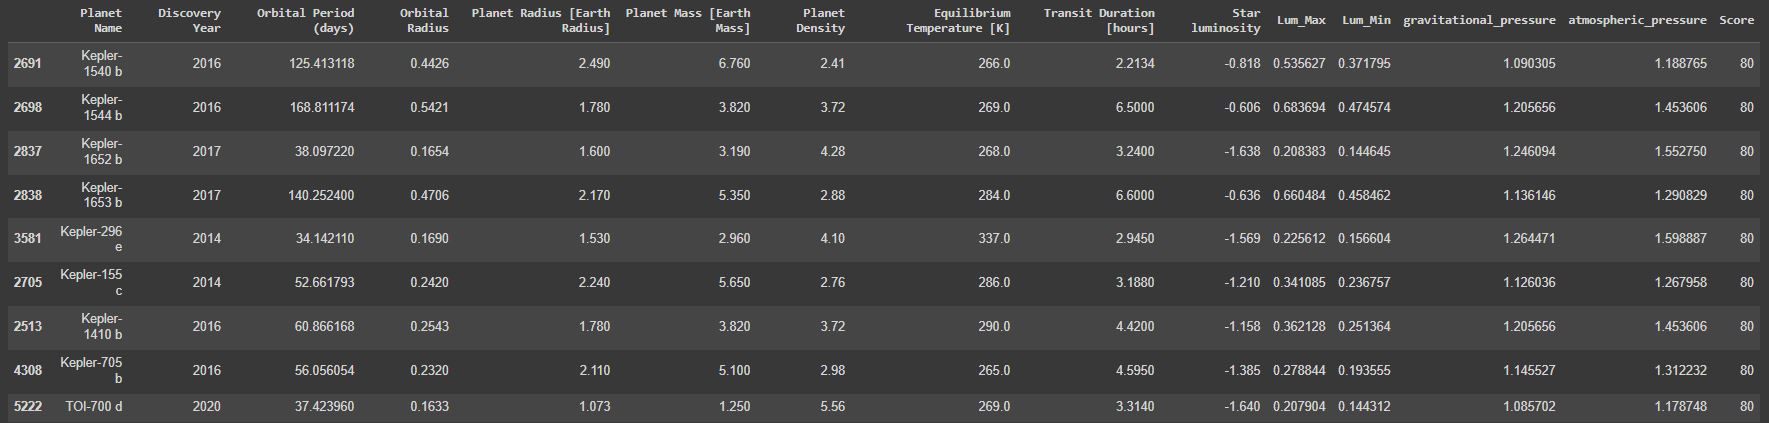 Planet Name Discovery Year Orbital Period (days) Orbital Radius Planet Radius [Earth Radius] Planet Mass [Earth Mass] Planet Density Equilibrium Temperature [K] Transit Duration [hours] Star luminosity Lum_Max Lum_Min gravitational_pressure atmospheric_pressure Score
2691 Kepler-1540 b 2016 125.413118 0.4426 2.490 6.760 2.41 266.0 2.2134 -0.818 0.535627 0.371795 1.090305 1.188765 80
2698 Kepler-1544 b 2016 168.811174 0.5421 1.780 3.820 3.72 269.0 6.5000 -0.606 0.683694 0.474574 1.205656 1.453606 80
2837 Kepler-1652 b 2017 38.097220 0.1654 1.600 3.190 4.28 268.0 3.2400 -1.638 0.208383 0.144645 1.246094 1.552750 80
2838 Kepler-1653 b 2017 140.252400 0.4706 2.170 5.350 2.88 284.0 6.6000 -0.636 0.660484 0.458462 1.136146 1.290829 80
3581 Kepler-296 e 2014 34.142110 0.1690 1.530 2.960 4.10 337.0 2.9450 -1.569 0.225612 0.156604 1.264471 1.598887 80
2705 Kepler-155 c 2014 52.661793 0.2420 2.240 5.650 2.76 286.0 3.1880 -1.210 0.341085 0.236757 1.126036 1.267958 80
2513 Kepler-1410 b 2016 60.866168 0.2543 1.780 3.820 3.72 290.0 4.4200 -1.158 0.362128 0.251364 1.205656 1.453606 80
4308 Kepler-705 b 2016 56.056054 0.2320 2.110 5.100 2.98 265.0 4.5950 -1.385 0.278844 0.193555 1.145527 1.312232 80
5222 TOI-700 d 2020 37.423960 0.1633 1.073 1.250 5.56 269.0 3.3140 -1.640 0.207904 0.144312 1.085702 1.178748 80